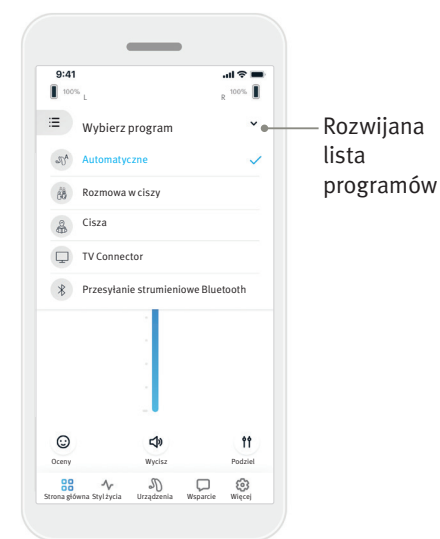 9:41
100% L
R 100%
Wybierz program
Rozwijana
lista
programów
Automatyczne
Rozmowa w ciszy
Cisza
TV Connector
Przesyłanie strumieniowe Bluetooth
Oceny
Wycisz
Podziel
Strona główna
Styl życia
Urządzenia
Wsparcie
Więcej